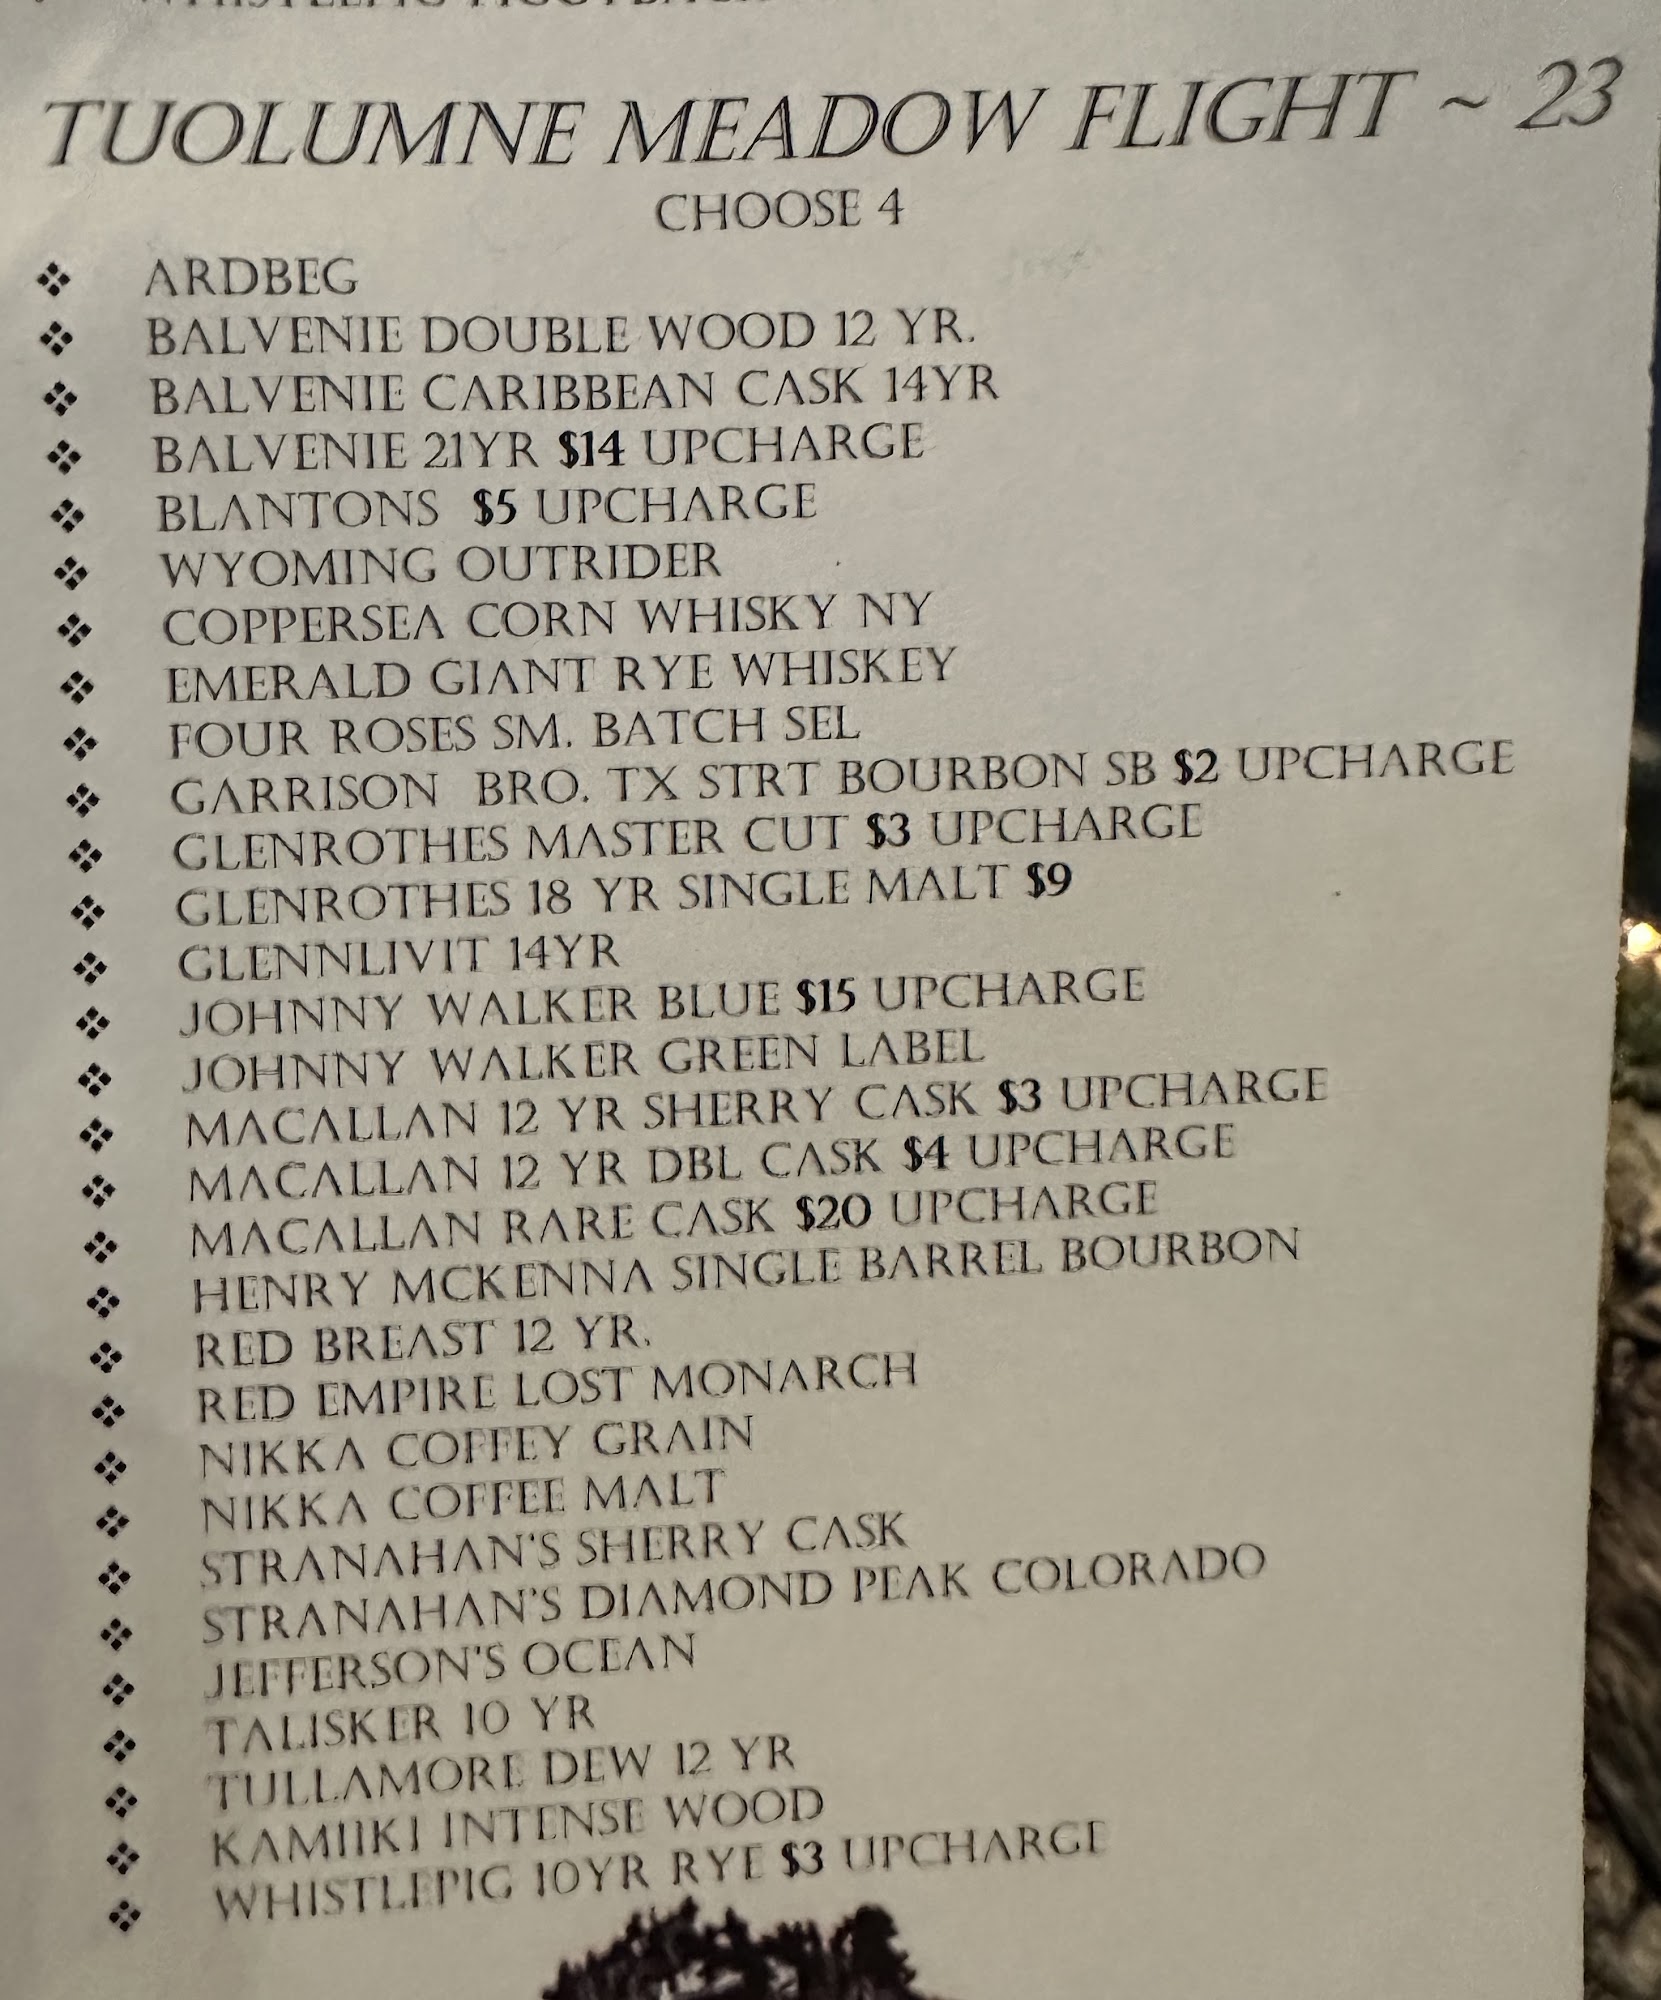 TUOLUMNE MEADOW FLIGHT ~ 23
CHOOSE 4
❖ ARDBEG
❖ BALVENIE DOUBLE WOOD 12 YR.
❖ BALVENIE CARIBBEAN CASK 14YR
❖ BALVENIE 21YR $14 UPCHARGE
❖ BLANTONS $5 UPCHARGE
❖ WYOMING OUTRIDER
❖ COPPERSEA CORN WHISKY NY
❖ EMERALD GIANT RYE WHISKEY
❖ FOUR ROSES SM. BATCH SEL
❖ GARRISON BRO. TX STRT BOURBON SB $2 UPCHARGE
❖ GLENROTHES MASTER CUT $3 UPCHARGE
❖ GLENROTHES 18 YR SINGLE MALT $9
❖ GLENNLIVIT 14YR
❖ JOHNNY WALKER BLUE $15 UPCHARGE
❖ JOHNNY WALKER GREEN LABEL
❖ MACALLAN 12 YR SHERRY CASK $3 UPCHARGE
❖ MACALLAN 12 YR DBL CASK $4 UPCHARGE
❖ MACALLAN RARE CASK $20 UPCHARGE
❖ HENRY MCKENNA SINGLE BARREL BOURBON
❖ RED BREAST 12 YR.
❖ RED EMPIRE LOST MONARCH
❖ NIKKA COFFEY GRAIN
❖ NIKKA COFFEE MALT
❖ STRANAHAN'S SHERRY CASK
❖ STRANAHAN'S DIAMOND PEAK COLORADO
❖ JEFFERSON'S OCEAN
❖ TALISKER 10 YR
❖ TULLAMORE DEW 12 YR
❖ KAMIIKI INTENSE WOOD
❖ WHISTLEPIG 10YR RYE $3 UPCHARGE